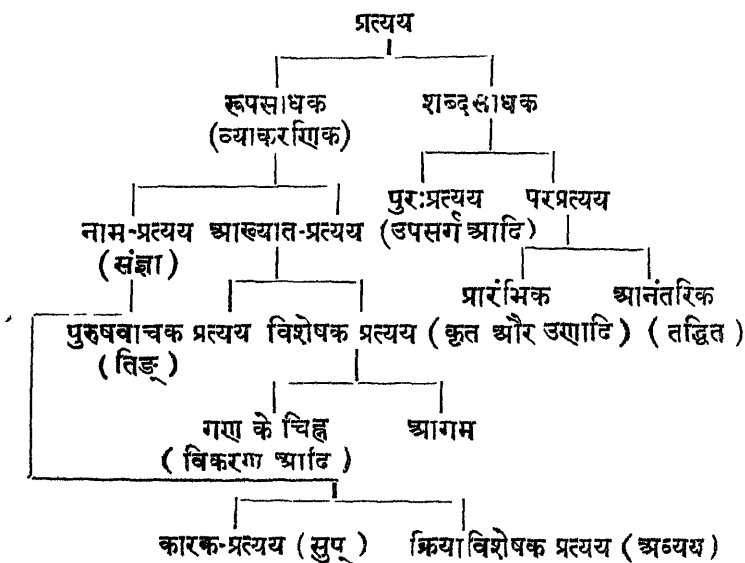 प्रत्यय
रूपसाधक शब्दसाधक
(व्याकरणिक)
पुरःप्रत्यय परप्रत्यय
नाम-प्रत्यय आख्यात-प्रत्यय (उपसर्ग आदि)
(संज्ञा)
प्रारंभिक आनंतरिक
पुरुषवाचक प्रत्यय विशेषक प्रत्यय (कृत और उणादि) (तद्धित)
(तिङ्)
गण के चिह्न आगम
(विकरण आदि)
कारक-प्रत्यय (सुप्) क्रियाविशेषक प्रत्यय (अव्यय)